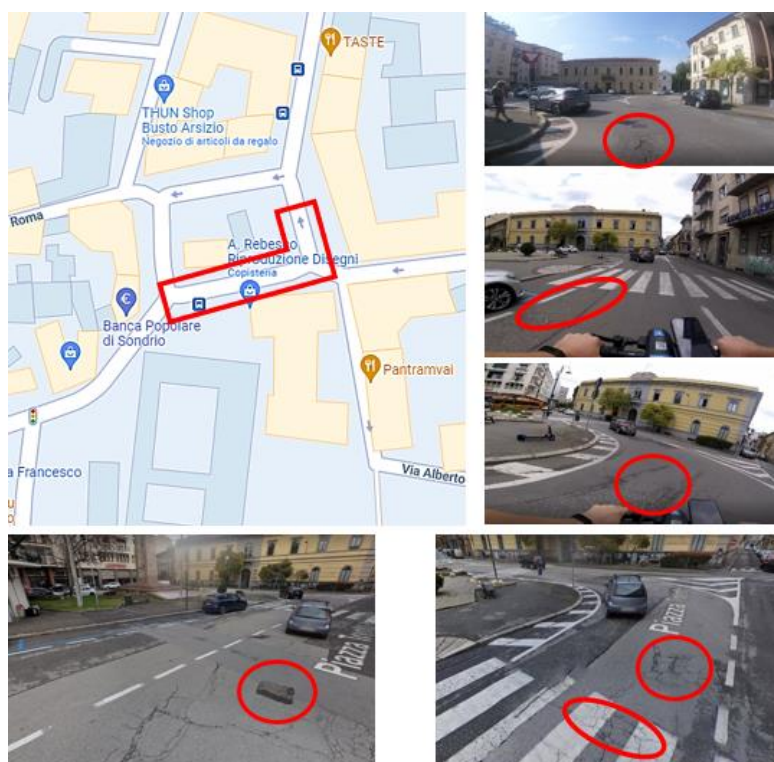 TASTE
THUN Shop
Busto Arsizio
Negozio di articoli da regalo
Roma
A. Rebesco
Riproduzione Disegni
Copisteria
Banca Popolare
di Sondrio
Pantramvai
Via Alberto
a Francesco
Piazza
Piazza